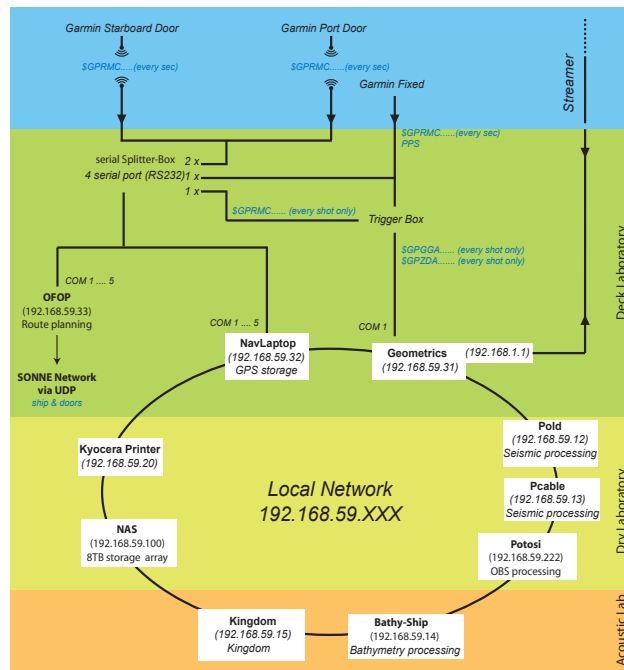 Garmin Starboard Door
Garmin Port Door
$GPRMC.....(every sec)
$GPRMC.....(every sec)
Garmin Fixed
Streamer
$GPRMC......(every sec)
PPS
serial Splitter-Box
2 x
4 serial port (RS232)
1 x
1 x
$GPRMC...... (every shot only)
Trigger Box
$GPGGA...... (every shot only)
$GPZDA....... (every shot only)
Deck Laboratory
COM 1 .... 5
OFOP
(192.168.59.33)
Route planning
COM 1 .... 5
COM 1
SONNE Network
via UDP
ship & doors
NavLaptop
(192.168.59.32)
GPS storage
Geometrics
(192.168.1.1)
(192.168.59.31)
Pold
(192.168.59.12)
Seismic processing
Kyocera Printer
(192.168.59.20)
Pcable
(192.168.59.13)
Seismic processing
Local Network
192.168.59.XXX
NAS
(192.168.59.100)
8TB storage array
Potosi
(192.168.59.222)
OBS processing
Dry Laboratory
Kingdom
(192.168.59.15)
Kingdom
Bathy-Ship
(192.168.59.14)
Bathymetry processing
Acoustic Lab